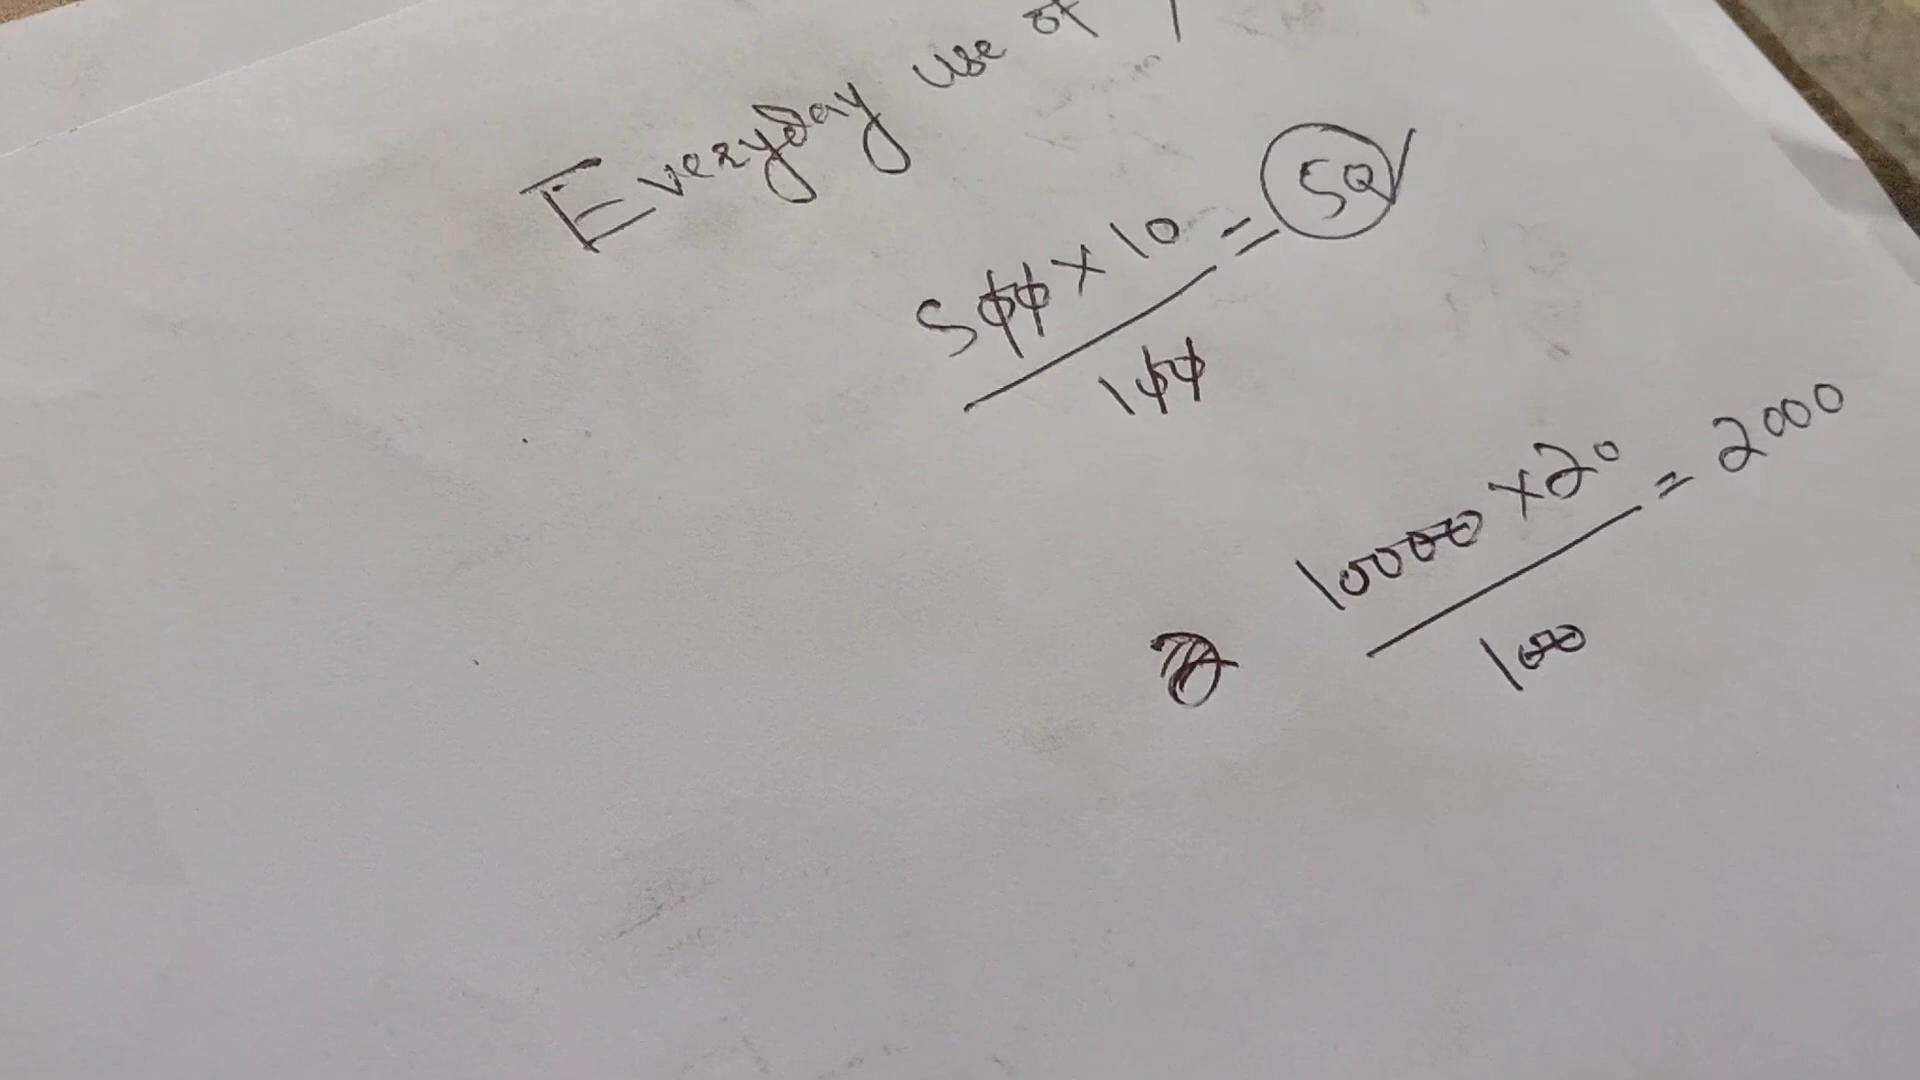 Everyday use of
500 × 10 = 50
100
10000 × 20 = 2000
100